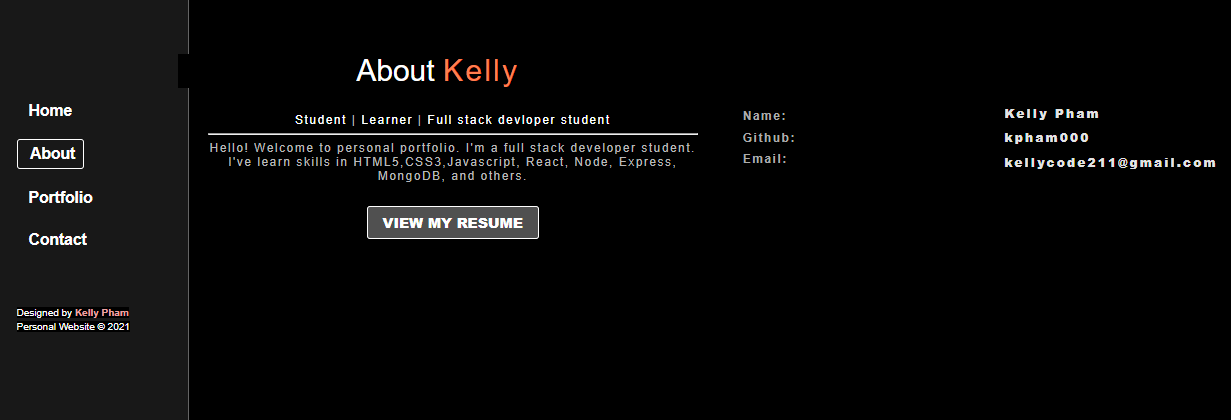 Home
About
Portfolio
Contact
Designed by Kelly Pham
Personal Website © 2021
About Kelly
Student | Learner | Full stack devloper student
Hello! Welcome to personal portfolio. I'm a full stack developer student.
I've learn skills in HTML5,CSS3,Javascript, React, Node, Express,
MongoDB, and others.
VIEW MY RESUME
Name: Kelly Pham
Github: kpham000
Email: kellycode211@gmail.com